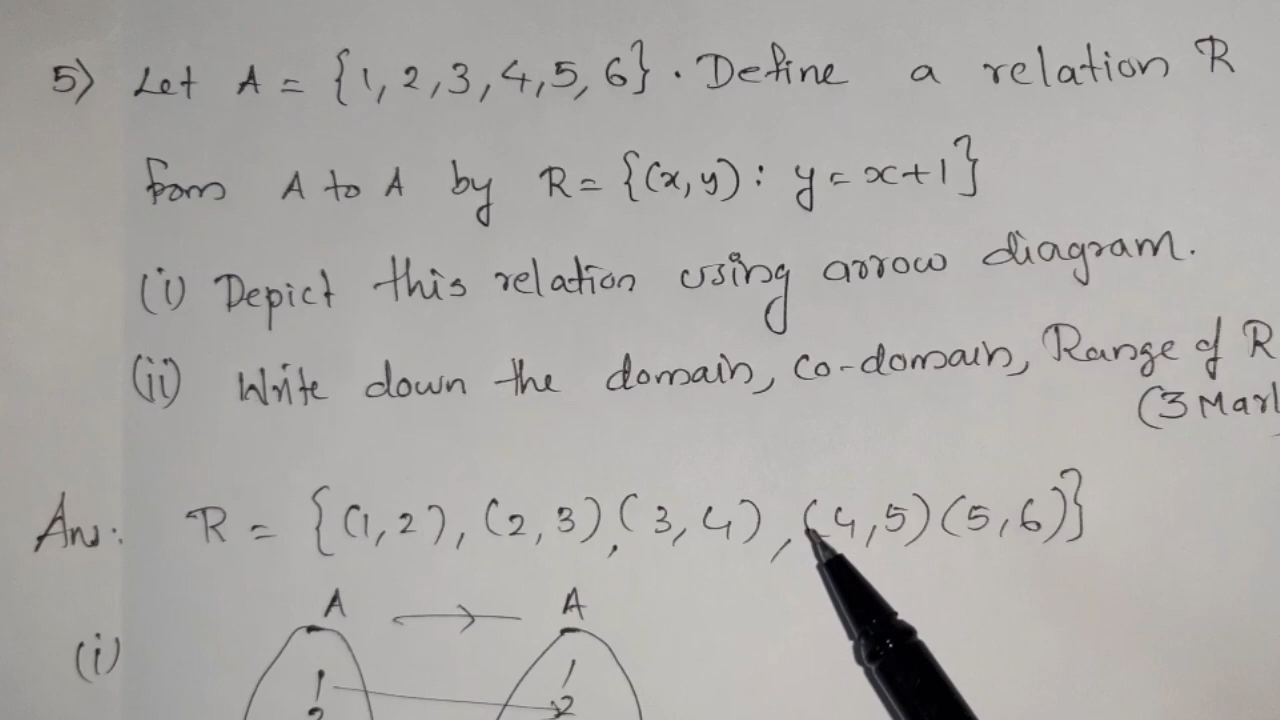 5) Let A = {1, 2, 3, 4, 5, 6}. Define a relation R
from A to A by R = {(x, y) : y = x+1}
(i) Depict this relation using arrow diagram.
(ii) Write down the domain, co-domain, Range of R
(3 Mar
Ans: R = {(1, 2), (2, 3), (3, 4), (4, 5) (5, 6)}
A → A
(i)
1 1
2 2